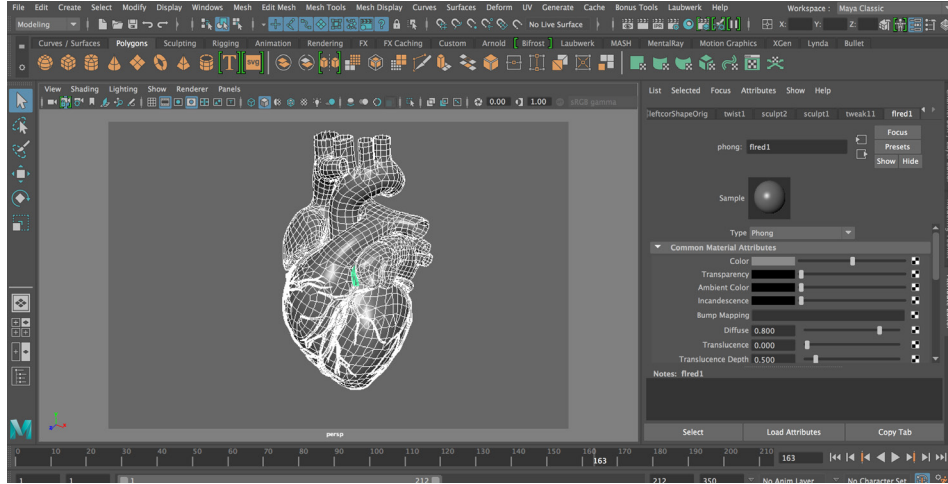 File Edit Create Select Modify Display Windows Mesh Edit Mesh Mesh Tools Mesh Display Curves Surfaces Deform UV Generate Cache Bonus Tools Laubwerk Help Workspace : Maya Classic
Modeling No Live Surface X: Y: Z:
Curves / Surfaces Polygons Sculpting Rigging Animation Rendering FX FX Caching Custom Arnold Bifrost Laubwerk MASH MentalRay Motion Graphics XGen Lynda Bullet
T SVG
View Shading Lighting Show Renderer Panels
0.00 1.00 sRGB gamma
List Selected Focus Attributes Show Help
leftcorShapeOrig twist1 sculpt2 sculpt1 tweak11 flred1
Focus
phong: flred1 Presets
Show Hide
Sample
Type Phong
Common Material Attributes
Color
Transparency
Ambient Color
Incandescence
Bump Mapping
Diffuse 0.800
Translucence 0.000
Translucence Depth 0.500
Notes: flred1
persp
Select Load Attributes Copy Tab
0 10 20 30 40 50 60 70 80 90 100 110 120 130 140 150 160 170 180 190 200 210
163 163
1 1 1 212 212 350 No Anim Layer No Character Set